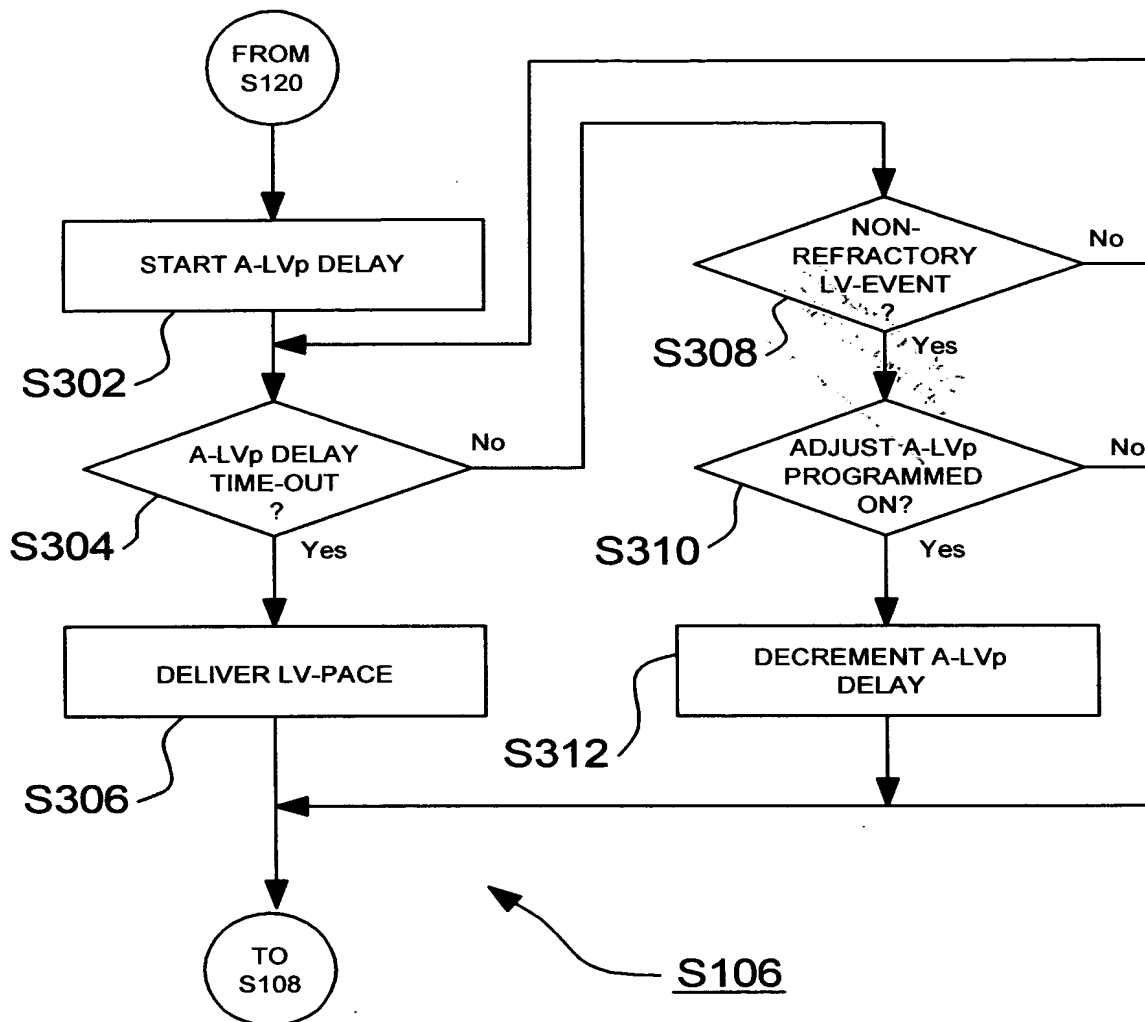 FROM
S120
START A-LVp DELAY
S302
A-LVp DELAY
TIME-OUT
?
No
Yes
S304
DELIVER LV-PACE
S306
TO
S108
NON-
REFRACTORY
LV-EVENT
?
No
Yes
S308
ADJUST A-LVp
PROGRAMMED
ON?
No
Yes
S310
DECREMENT A-LVp
DELAY
S312
S106